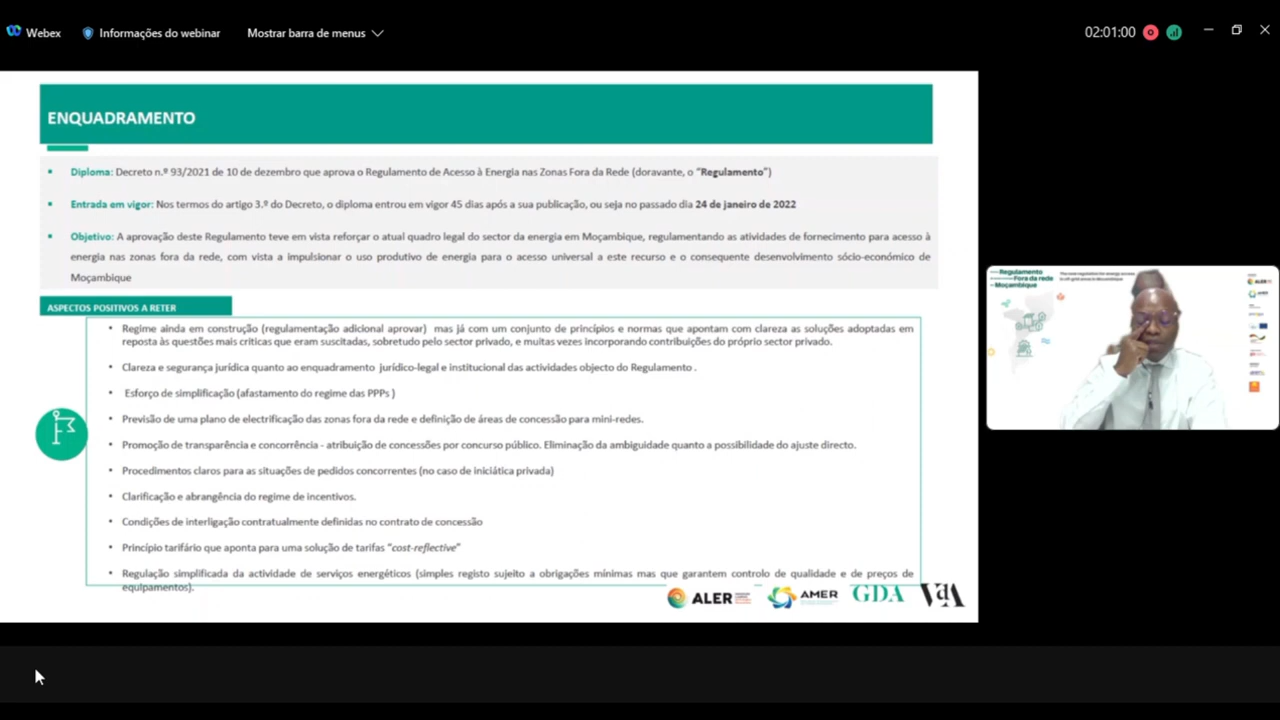 Webex
Informações do webinar
Mostrar barra de menus
02:01:00
ENQUADRAMENTO
• Diploma: Decreto n.º 93/2021 de 10 de dezembro que aprova o Regulamento de Acesso à Energia nas Zonas Fora da Rede (doravante, o "Regulamento")
• Entrada em vigor: Nos termos do artigo 3.º do Decreto, o diploma entrou em vigor 45 dias após a sua publicação, ou seja no passado dia 24 de janeiro de 2022
• Objetivo: A aprovação deste Regulamento teve em vista reforçar o atual quadro legal do sector da energia em Moçambique, regulamentando as atividades de fornecimento para acesso à
energia nas zonas fora da rede, com vista a impulsionar o uso produtivo de energia para o acesso universal a este recurso e o consequente desenvolvimento sócio-económico de
Moçambique
ASPECTOS POSITIVOS A RETER
• Regime ainda em construção (regulamentação adicional aprovar) mas já com um conjunto de princípios e normas que apontam com clareza as soluções adoptadas em
reposta às questões mais criticas que eram suscitadas, sobretudo pelo sector privado, e muitas vezes incorporando contribuições do próprio sector privado.
• Clareza e segurança jurídica quanto ao enquadramento jurídico-legal e institucional das actividades objecto do Regulamento .
• Esforço de simplificação (afastamento do regime das PPPs )
• Previsão de uma plano de electrificação das zonas fora da rede e definição de áreas de concessão para mini-redes.
• Promoção de transparência e concorrência - atribuição de concessões por concurso público. Eliminação da ambiguidade quanto a possibilidade do ajuste directo.
• Procedimentos claros para as situações de pedidos concorrentes (no caso de iniciática privada)
• Clarificação e abrangência do regime de incentivos.
• Condições de interligação contratualmente definidas no contrato de concessão
• Princípio tarifário que aponta para uma solução de tarifas "cost-reflective"
• Regulação simplificada da actividade de serviços energéticos (simples registo sujeito a obrigações mínimas mas que garantem controlo de qualidade e de preços de
equipamentos).
ALER
AMER
GDA
VdA
Regulamento
Fora da rede
Moçambique
ALER
AMER